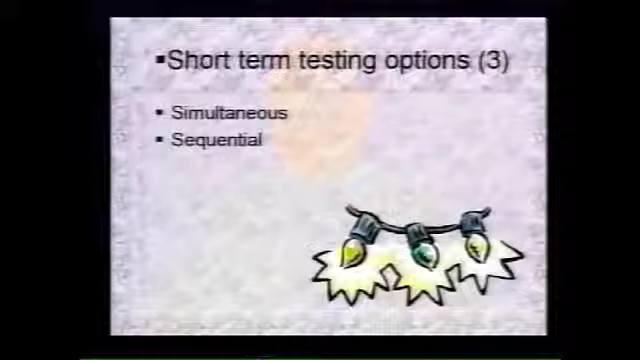 ▪Short term testing options (3)
▪ Simultaneous
▪ Sequential